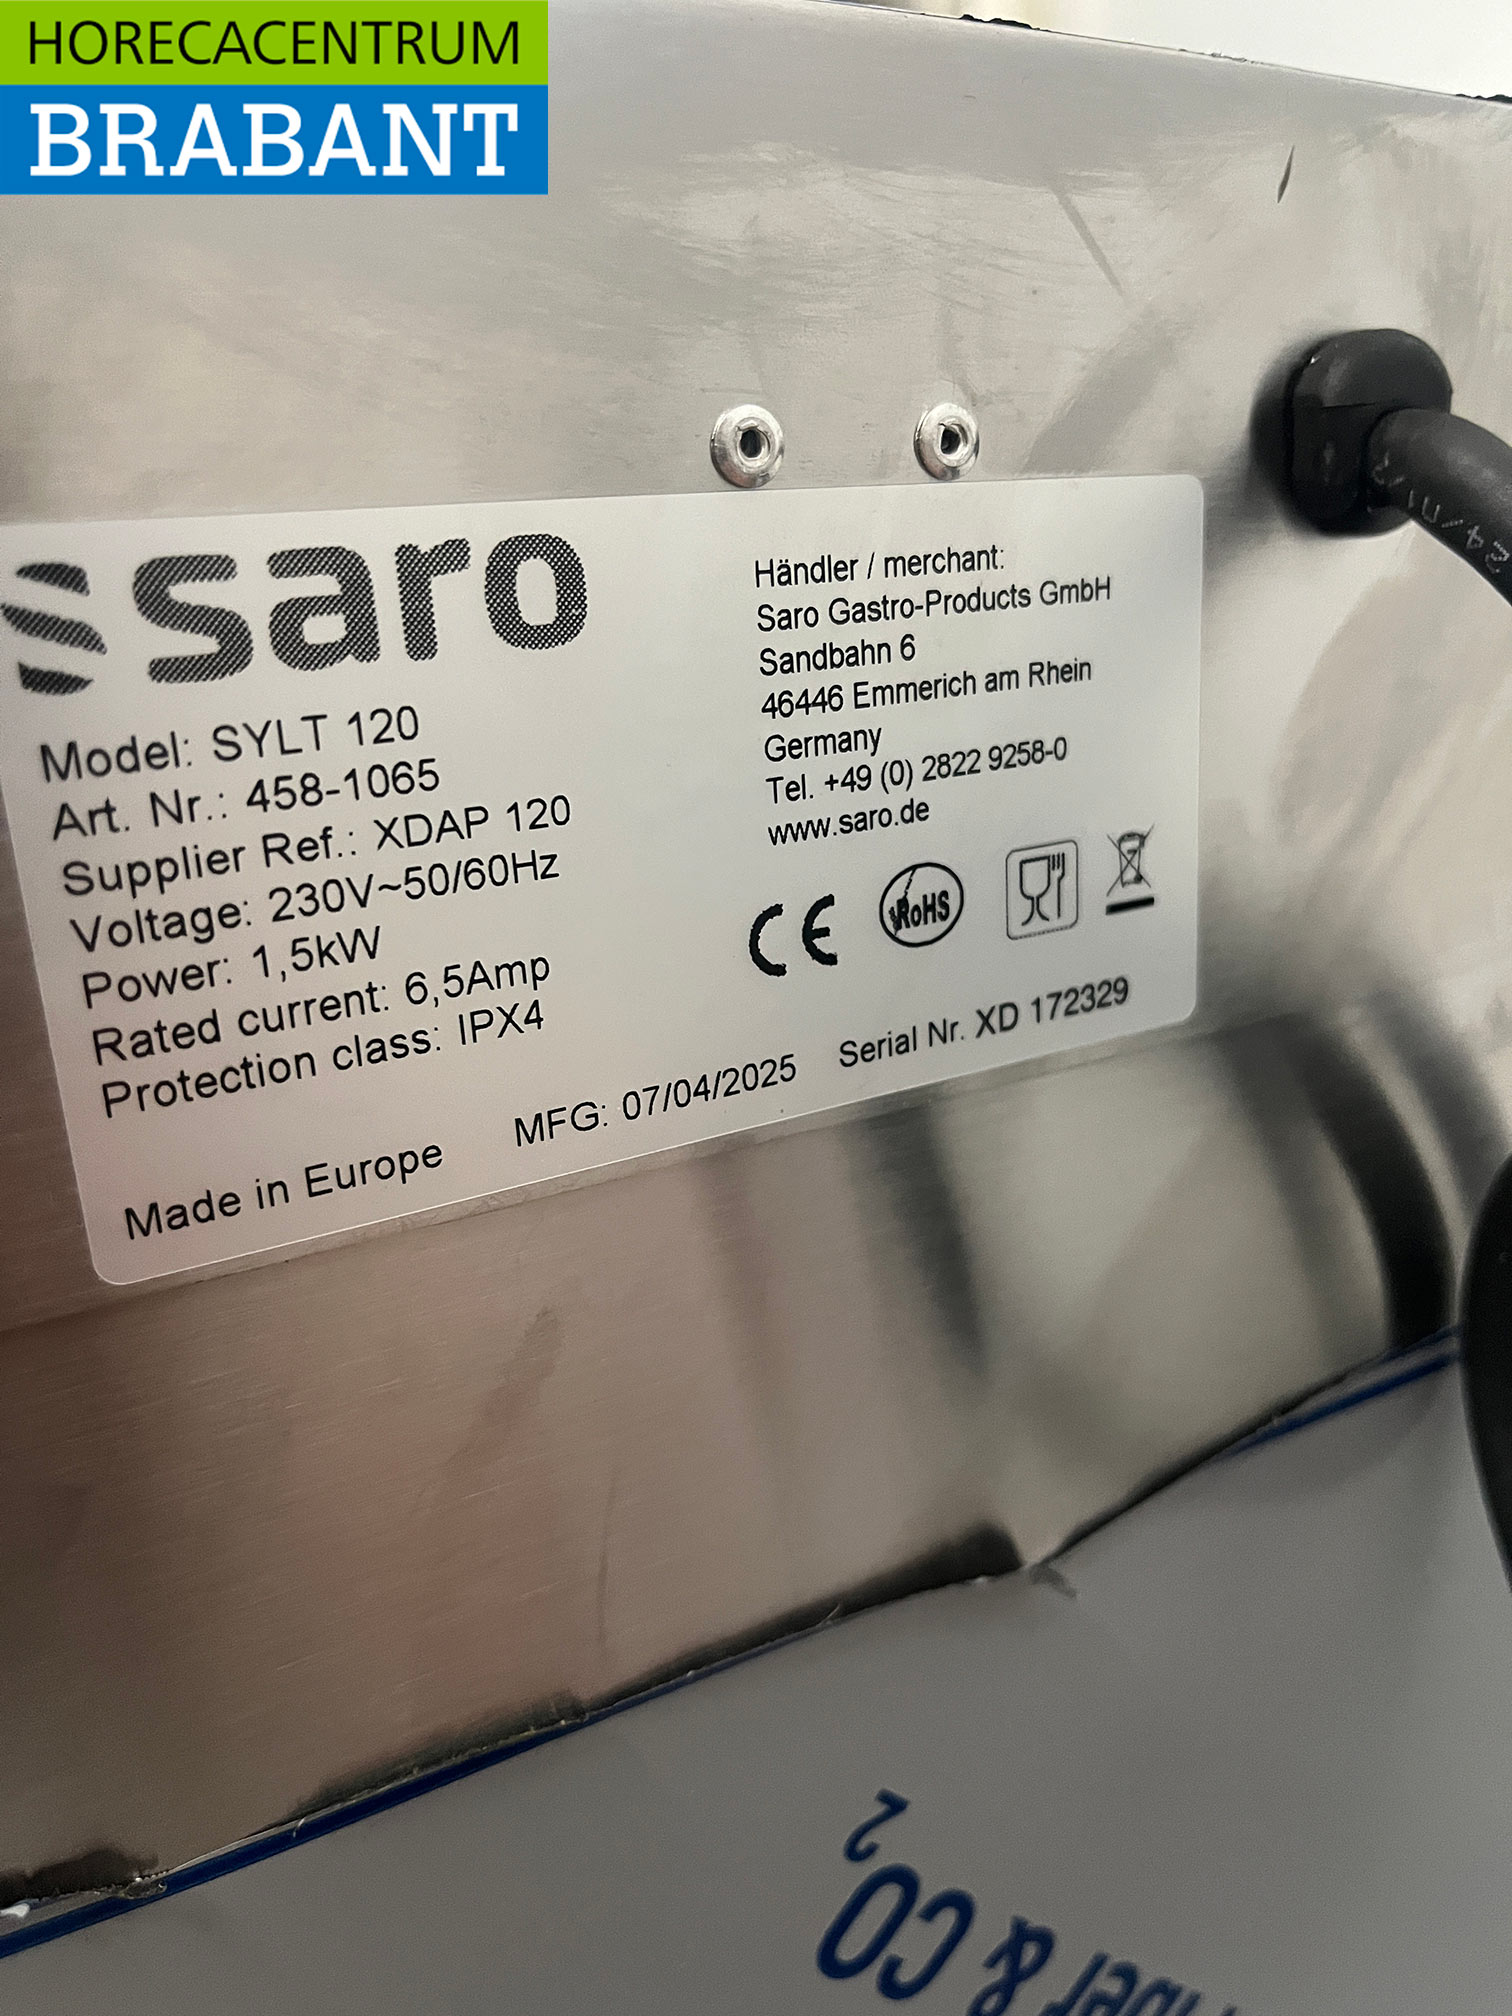 HORECACENTRUM
BRABANT
saro
Model: SYLT 120
Art. Nr.: 458-1065
Supplier Ref.: XDAP 120
Voltage: 230V~50/60Hz
Power: 1,5kW
Rated current: 6,5Amp
Protection class: IPX4
Made in Europe
MFG: 07/04/2025
Händler / merchant:
Saro Gastro-Products GmbH
Sandbahn 6
46446 Emmerich am Rhein
Germany
Tel. +49 (0) 2822 9258-0
www.saro.de
CE
RoHS
Serial Nr. XD 172329
& CO
2